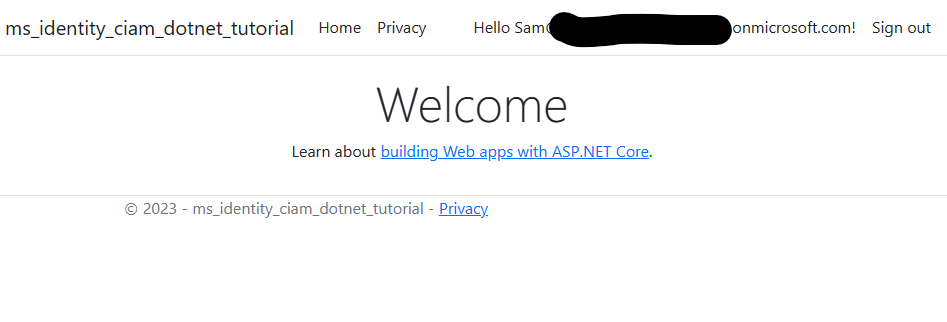 ms_identity_ciam_dotnet_tutorial Home Privacy Hello Sam onmicrosoft.com! Sign out
Welcome
Learn about building Web apps with ASP.NET Core.
© 2023 - ms_identity_ciam_dotnet_tutorial - Privacy